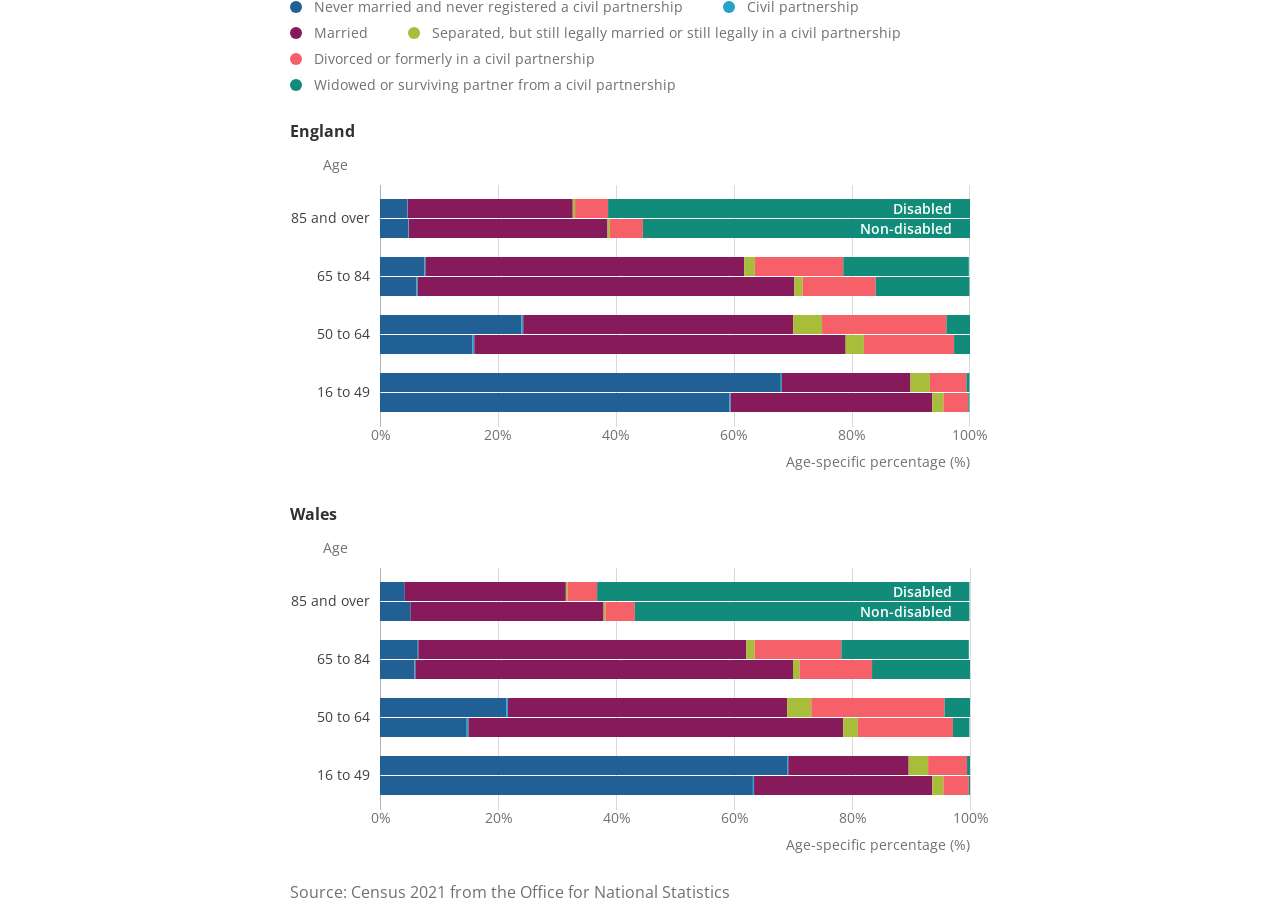 Never married and never registered a civil partnership Civil partnership
Married Separated, but still legally married or still legally in a civil partnership
Divorced or formerly in a civil partnership
Widowed or surviving partner from a civil partnership
England
Age
85 and over Disabled
Non-disabled
65 to 84
50 to 64
16 to 49
0% 20% 40% 60% 80% 100%
Age-specific percentage (%)
Wales
Age
85 and over Disabled
Non-disabled
65 to 84
50 to 64
16 to 49
0% 20% 40% 60% 80% 100%
Age-specific percentage (%)
Source: Census 2021 from the Office for National Statistics